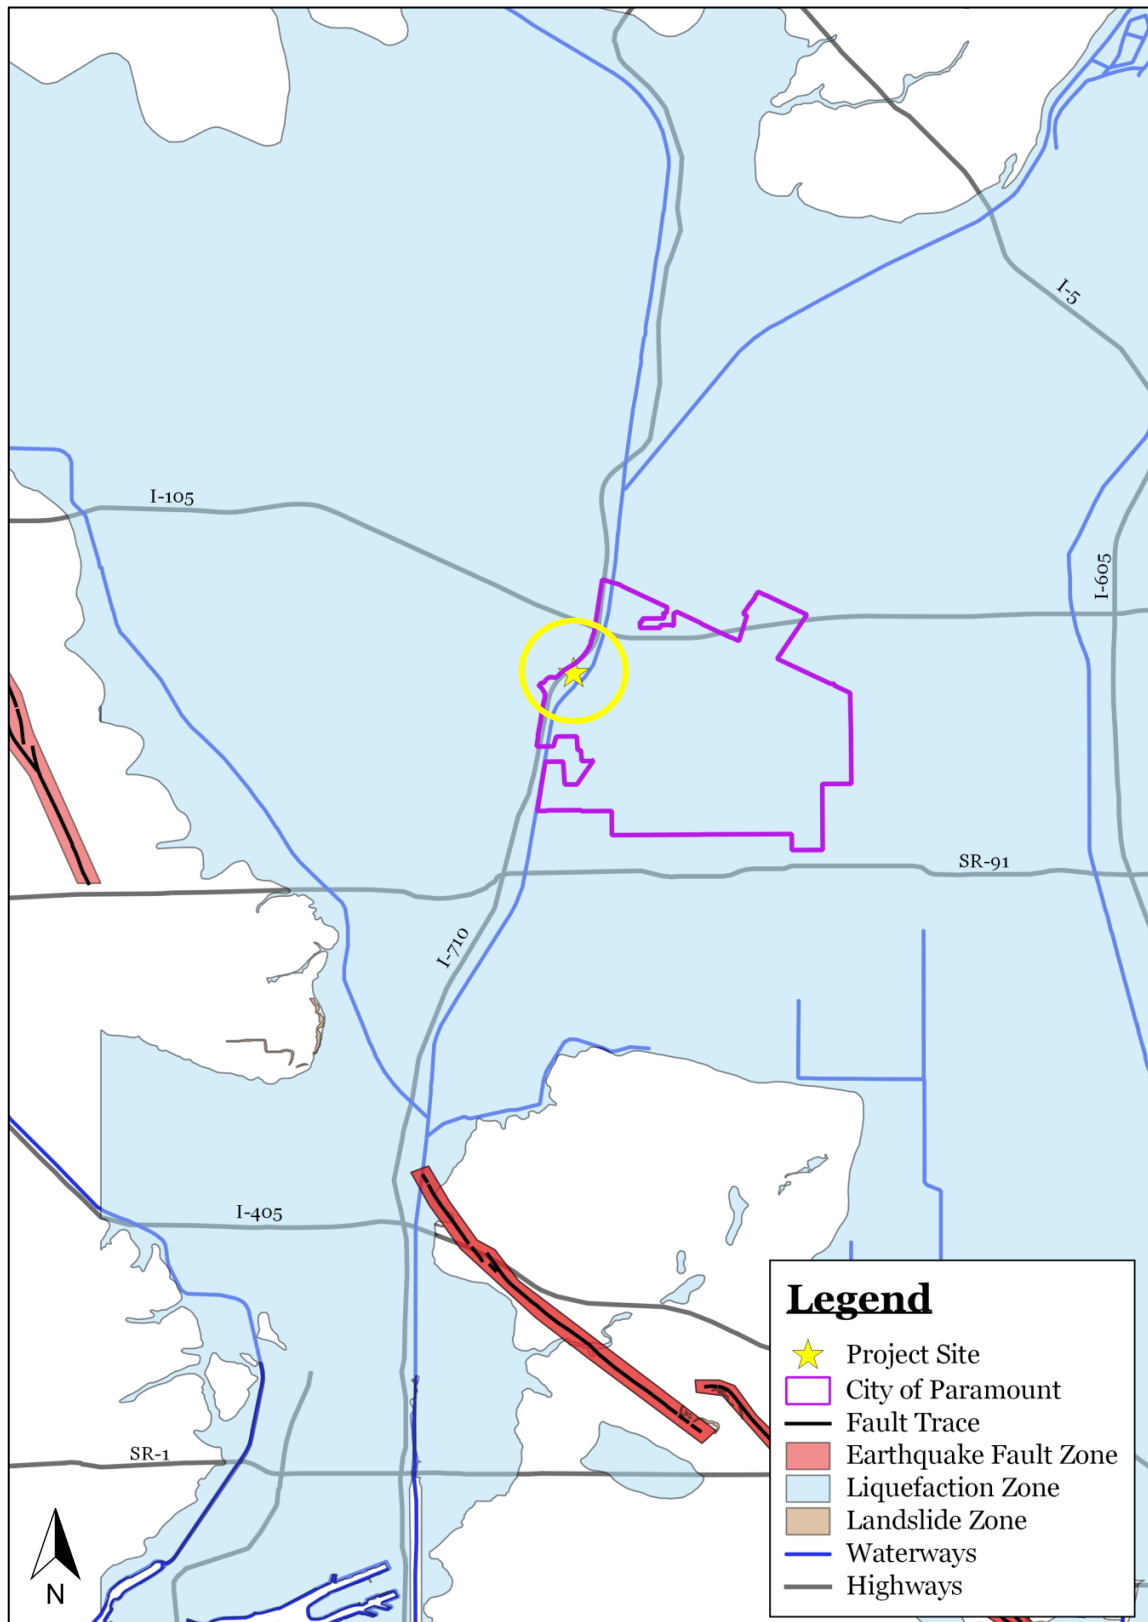 I-5
I-105
I-605
SR-91
I-710
I-405
SR-1
N
Legend
Project Site
City of Paramount
Fault Trace
Earthquake Fault Zone
Liquefaction Zone
Landslide Zone
Waterways
Highways